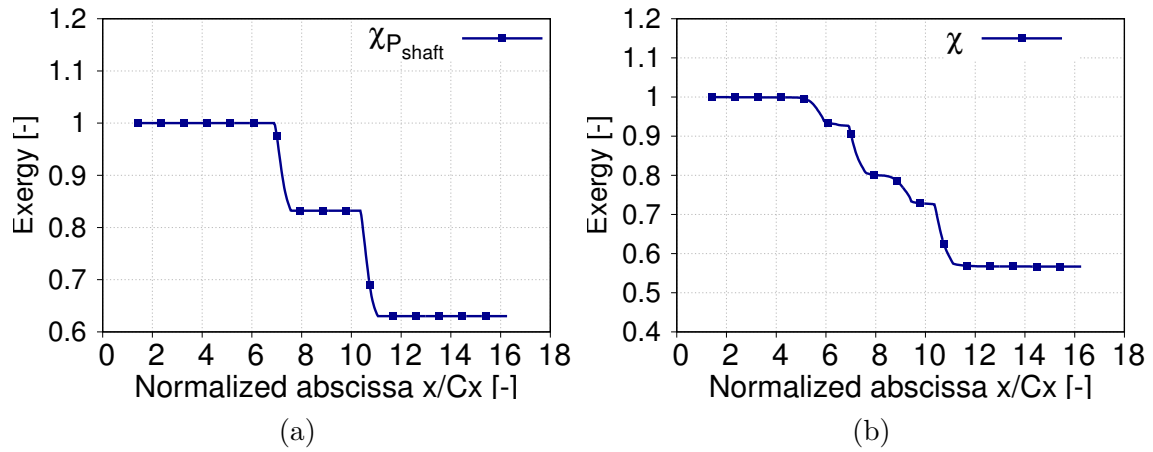 1.2
1.1
1
0.9
0.8
0.7
0.6
0 2 4 6 8 10 12 14 16 18
Exergy [-]
Normalized abscissa x/Cx [-]
χP_shaft
(a)
1.2
1.1
1
0.9
0.8
0.7
0.6
0.5
0.4
0 2 4 6 8 10 12 14 16 18
Exergy [-]
Normalized abscissa x/Cx [-]
χ
(b)